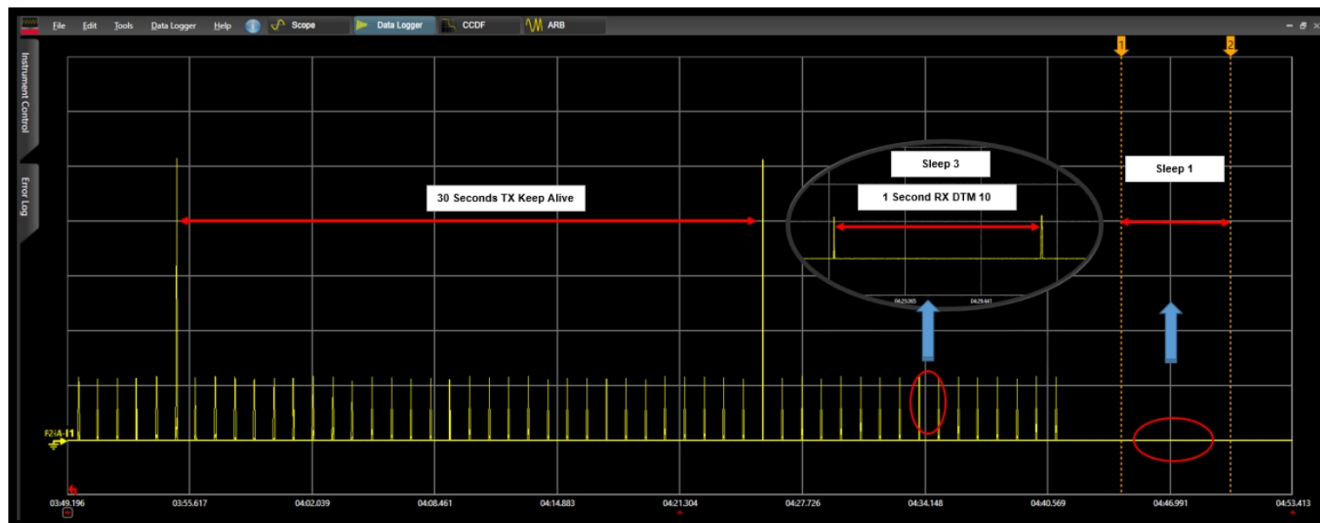 File Edit Tools Data Logger Help Scope Data Logger CCDF ARB
Instrument Control
Error Log
1 2
Sleep 3
1 Second RX DTM 10
Sleep 1
30 Seconds TX Keep Alive
03:49.196 03:55.617 04:02.039 04:08.461 04:14.883 04:21.304 04:27.726 04:34.148 04:40.569 04:46.991 04:53.413